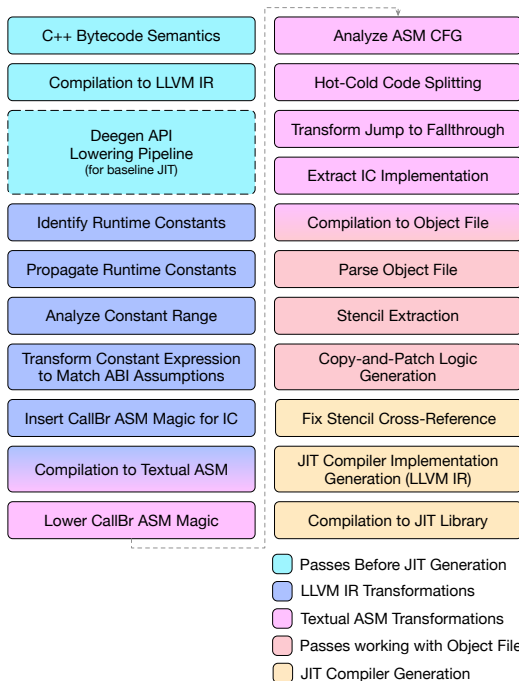 C++ Bytecode Semantics
Compilation to LLVM IR
Deegen API
Lowering Pipeline
(for baseline JIT)
Identify Runtime Constants
Propagate Runtime Constants
Analyze Constant Range
Transform Constant Expression
to Match ABI Assumptions
Insert CallBr ASM Magic for IC
Compilation to Textual ASM
Lower CallBr ASM Magic
Analyze ASM CFG
Hot-Cold Code Splitting
Transform Jump to Fallthrough
Extract IC Implementation
Compilation to Object File
Parse Object File
Stencil Extraction
Copy-and-Patch Logic
Generation
Fix Stencil Cross-Reference
JIT Compiler Implementation
Generation (LLVM IR)
Compilation to JIT Library
Passes Before JIT Generation
LLVM IR Transformations
Textual ASM Transformations
Passes working with Object File
JIT Compiler Generation